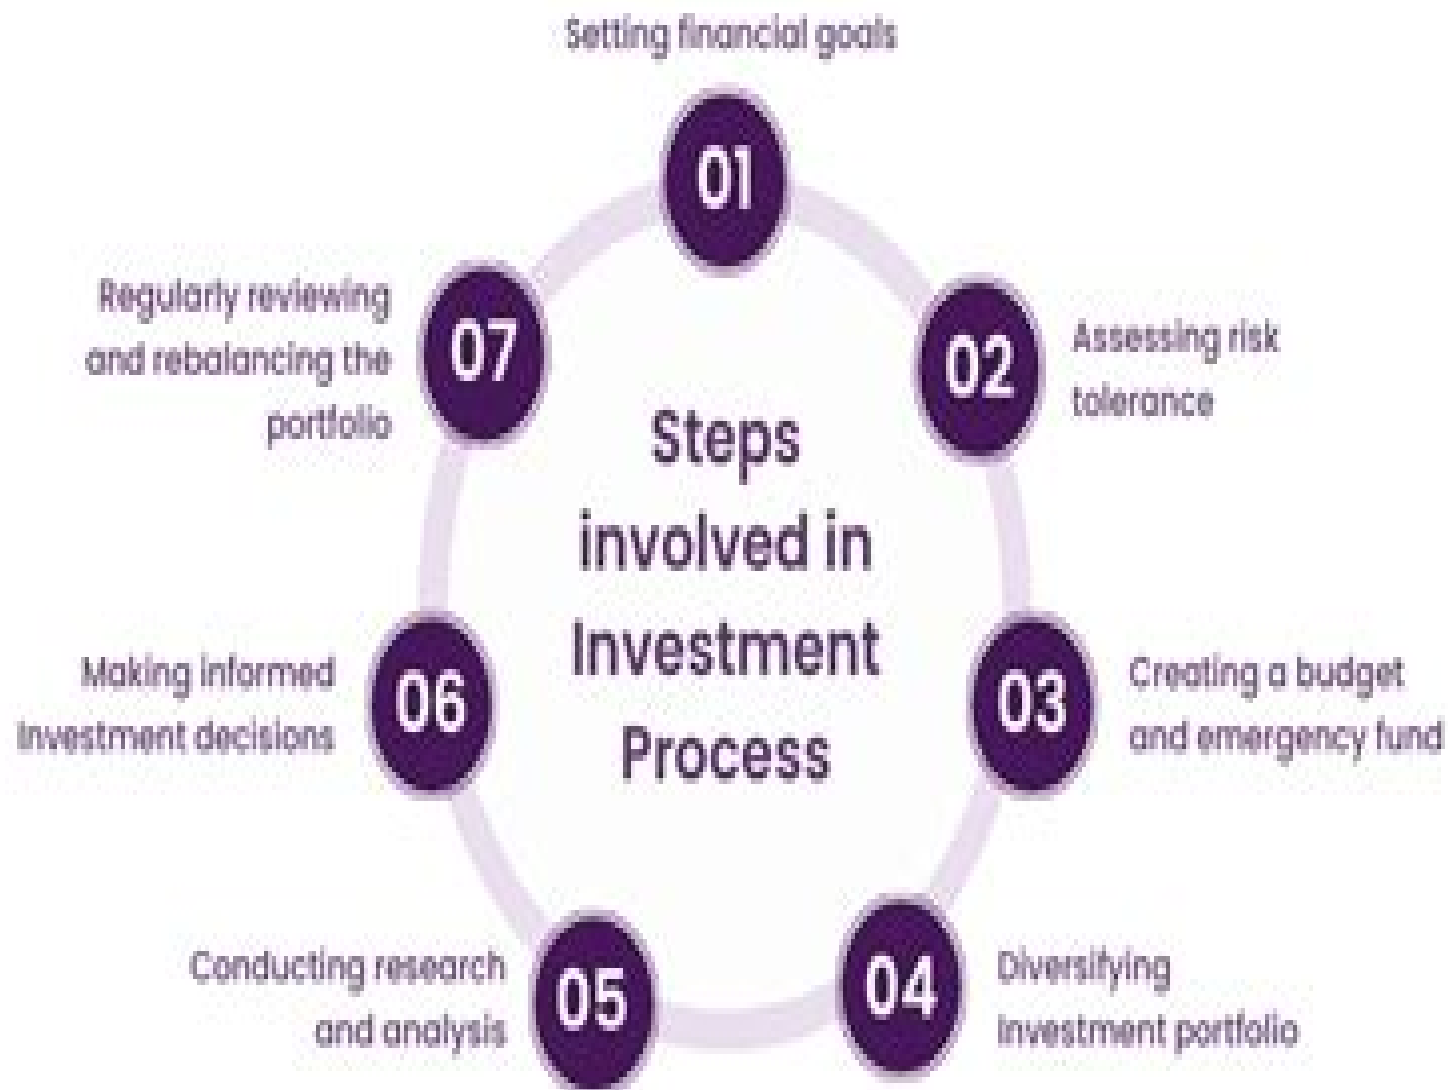 Setting financial goals
01
02
Assessing risk
tolerance
03
Creating a budget
and emergency fund
04
Diversifying
Investment portfolio
05
Conducting research
and analysis
06
Making informed
Investment decisions
07
Regularly reviewing
and rebalancing the
portfolio
Steps
involved in
Investment
Process